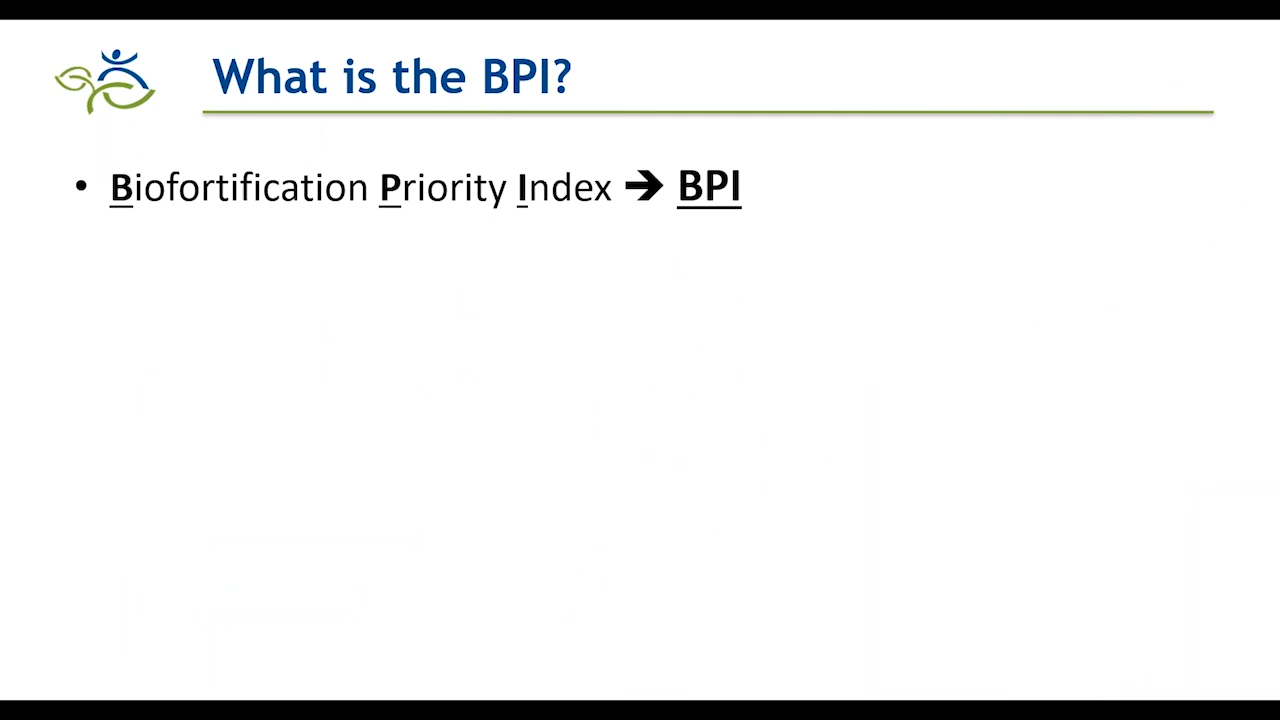 What is the BPI?
• Biofortification Priority Index ➔ BPI